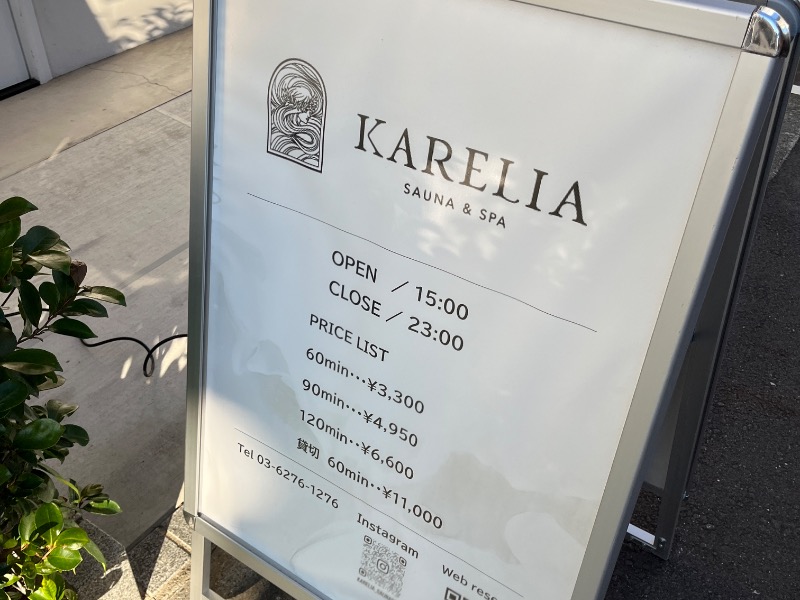 KARELIA
SAUNA & SPA
OPEN ／ 15:00
CLOSE ／ 23:00
PRICE LIST
60min･･･¥3,300
90min･･･¥4,950
120min･･¥6,600
貸切 60min･･¥11,000
Tel 03-6276-1276
Instagram
Web rese